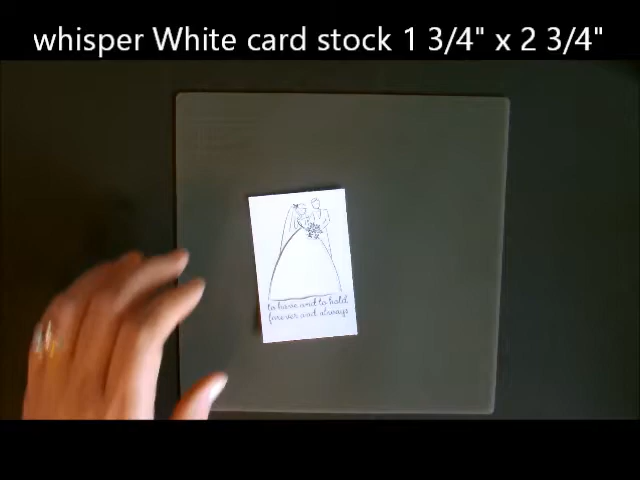 whisper White card stock 1 3/4" x 2 3/4"
to have and to hold
forever and always